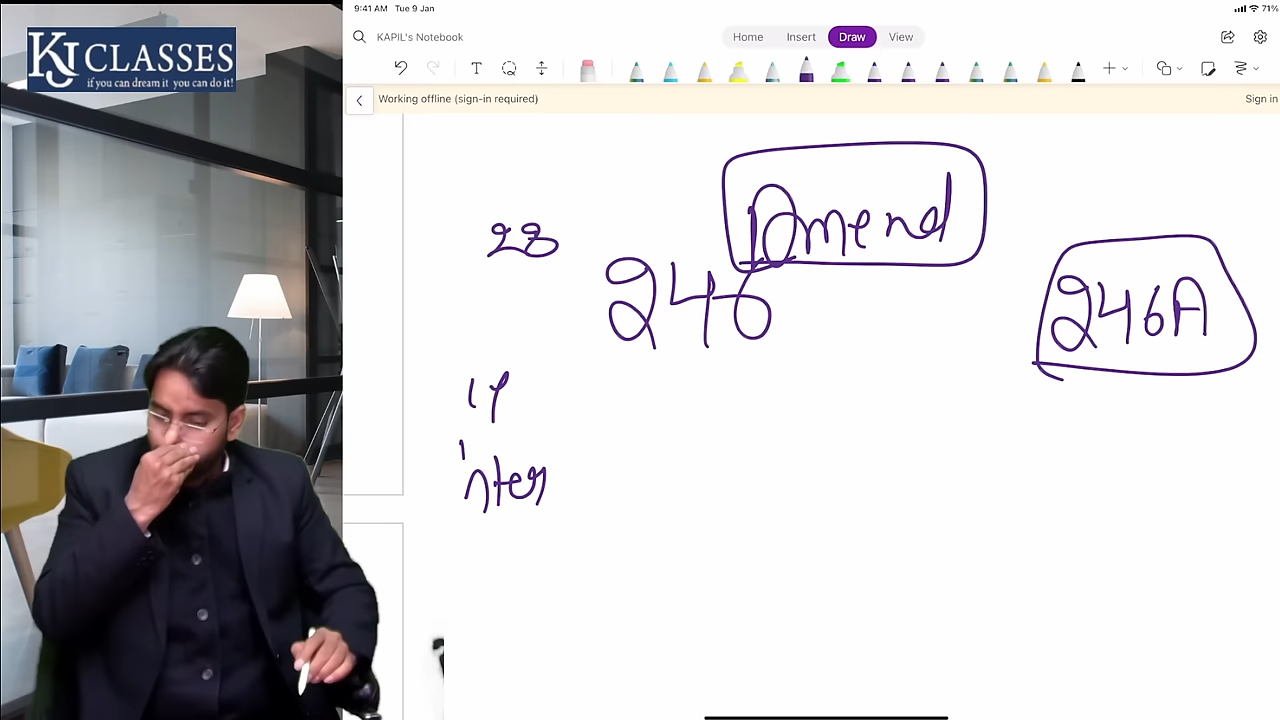 9:41 AM Tue 9 Jan
71%
KJ CLASSES
if you can dream it you can do it!
KAPIL's Notebook
Home Insert Draw View
T
Working offline (sign-in required)
Sign in
Amend
28
246
246A
if
inter